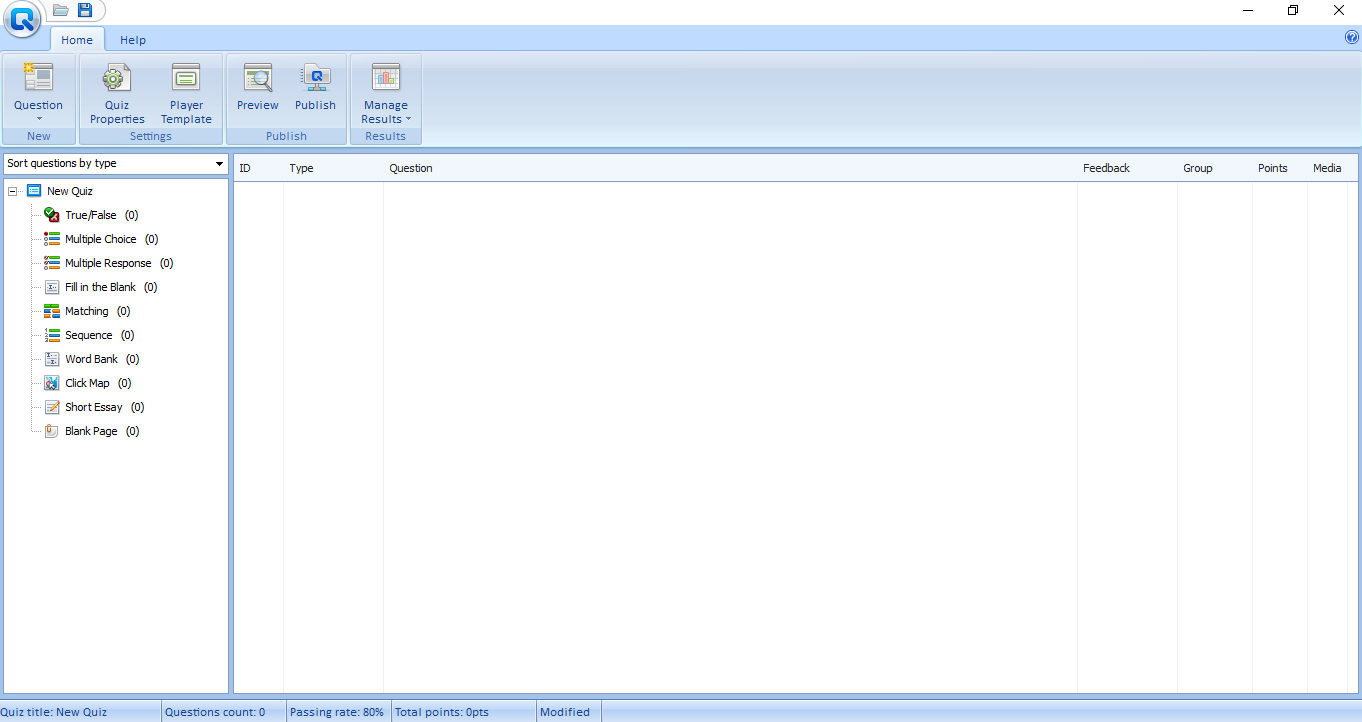 Home Help
Question Quiz Properties Player Template Preview Publish Manage Results
New Settings Publish Results
Sort questions by type
ID Type Question Feedback Group Points Media
New Quiz
True/False (0)
Multiple Choice (0)
Multiple Response (0)
Fill in the Blank (0)
Matching (0)
Sequence (0)
Word Bank (0)
Click Map (0)
Short Essay (0)
Blank Page (0)
Quiz title: New Quiz Questions count: 0 Passing rate: 80% Total points: 0pts Modified